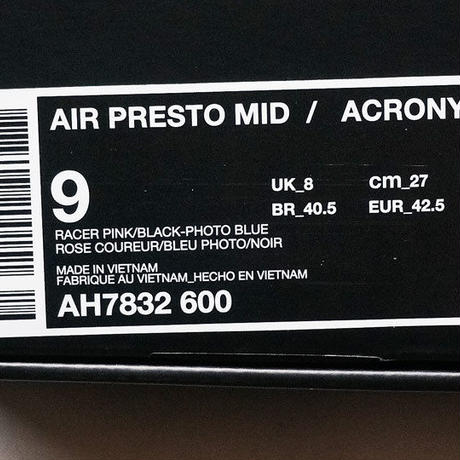 AIR PRESTO MID / ACRONY
9
UK_8 cm_27
BR_40.5 EUR_42.5
RACER PINK/BLACK-PHOTO BLUE
ROSE COUREUR/BLEU PHOTO/NOIR
MADE IN VIETNAM
FABRIQUE AU VIETNAM_HECHO EN VIETNAM
AH7832 600